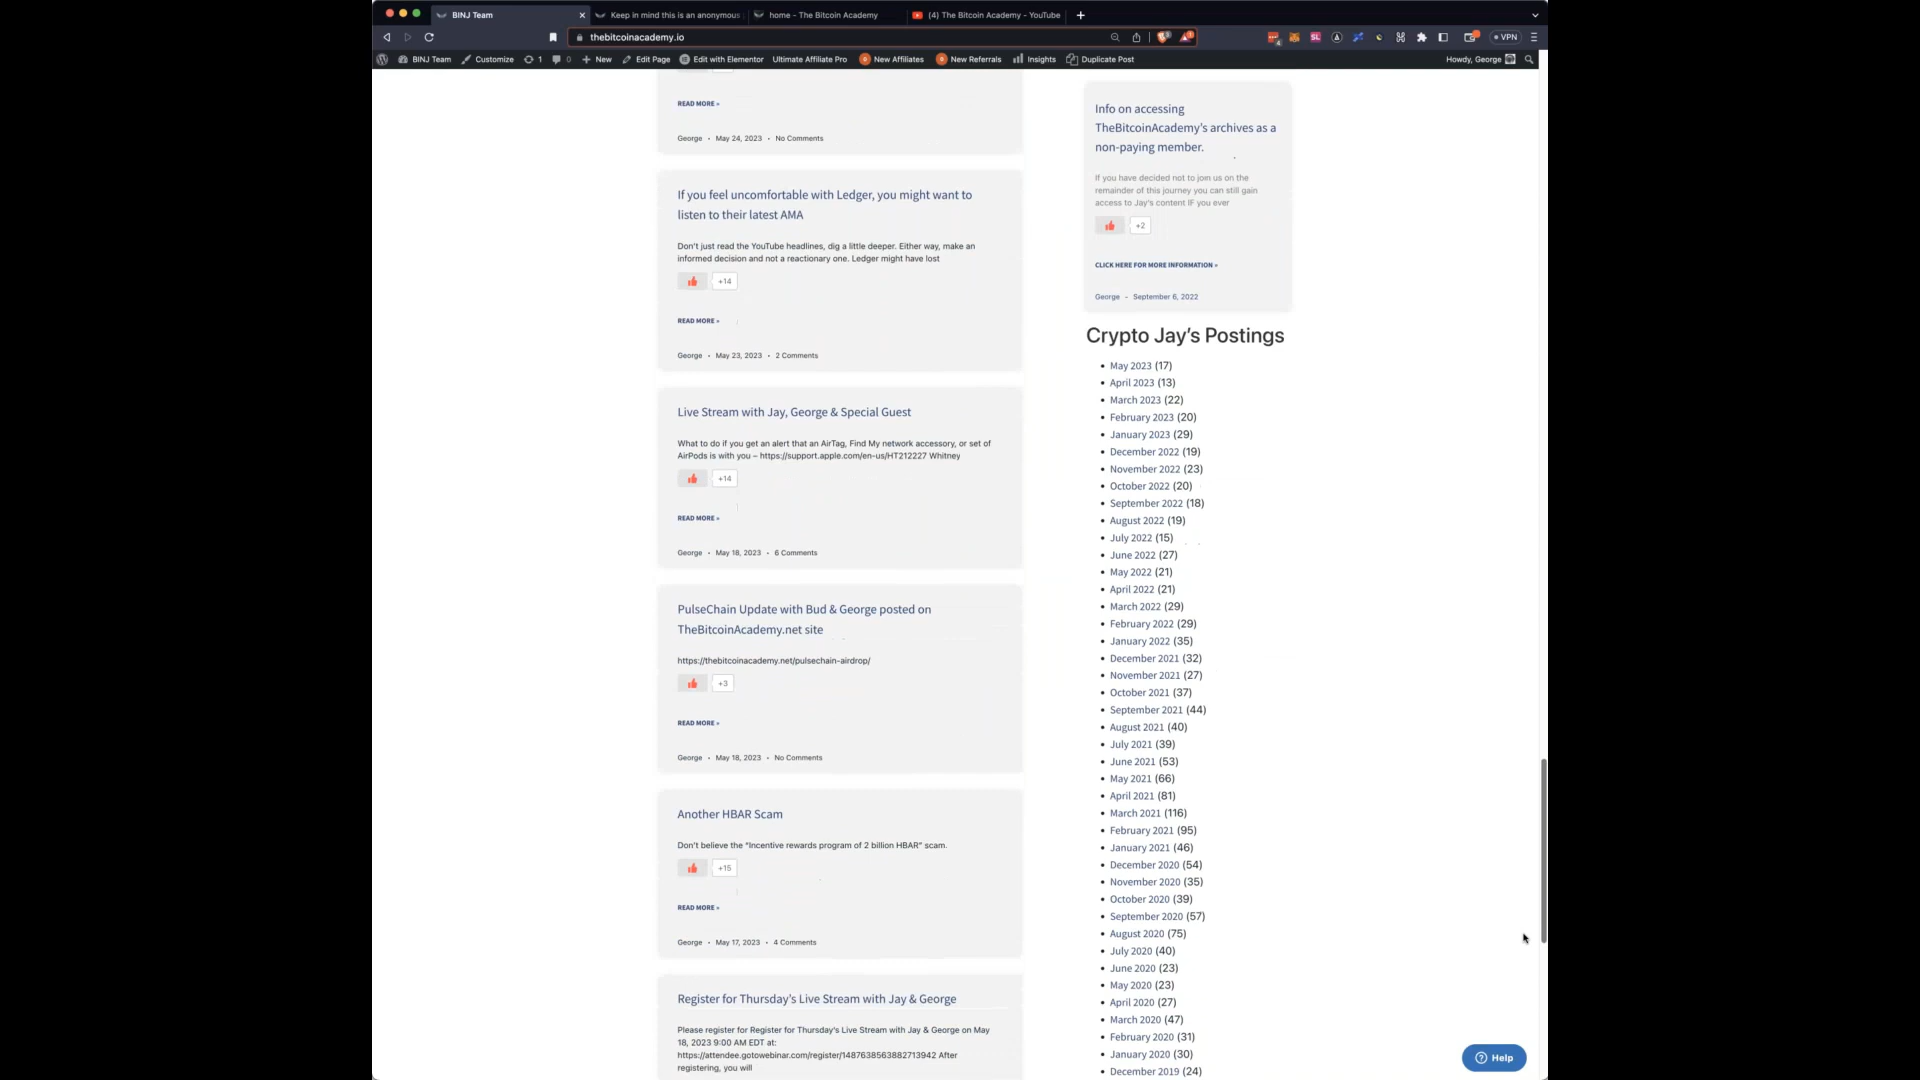 BINJ Team
Keep in mind this is an anonymous
home - The Bitcoin Academy
(4) The Bitcoin Academy - YouTube
thebitcoinacademy.io
VPN
BINJ Team
Customize
1
0
New
Edit Page
Edit with Elementor
Ultimate Affiliate Pro
0 New Affiliates
0 New Referrals
Insights
Duplicate Post
Howdy, George
READ MORE »
George • May 24, 2023 • No Comments
If you feel uncomfortable with Ledger, you might want to
listen to their latest AMA
Don't just read the YouTube headlines, dig a little deeper. Either way, make an
informed decision and not a reactionary one. Ledger might have lost
+14
READ MORE »
George • May 23, 2023 • 2 Comments
Live Stream with Jay, George & Special Guest
What to do if you get an alert that an AirTag, Find My network accessory, or set of
AirPods is with you – https://support.apple.com/en-us/HT212227 Whitney
+14
READ MORE »
George • May 18, 2023 • 6 Comments
PulseChain Update with Bud & George posted on
TheBitcoinAcademy.net site
https://thebitcoinacademy.net/pulsechain-airdrop/
+3
READ MORE »
George • May 18, 2023 • No Comments
Another HBAR Scam
Don't believe the “Incentive rewards program of 2 billion HBAR” scam.
+15
READ MORE »
George • May 17, 2023 • 4 Comments
Register for Thursday's Live Stream with Jay & George
Please register for Register for Thursday's Live Stream with Jay & George on May
18, 2023 9:00 AM EDT at:
https://attendee.gotowebinar.com/register/1487638563882713942 After
registering, you will
Info on accessing
TheBitcoinAcademy's archives as a
non-paying member.
If you have decided not to join us on the
remainder of this journey you can still gain
access to Jay's content IF you ever
+2
CLICK HERE FOR MORE INFORMATION »
George - September 6, 2022
Crypto Jay's Postings
• May 2023 (17)
• April 2023 (13)
• March 2023 (22)
• February 2023 (20)
• January 2023 (29)
• December 2022 (19)
• November 2022 (23)
• October 2022 (20)
• September 2022 (18)
• August 2022 (19)
• July 2022 (15)
• June 2022 (27)
• May 2022 (21)
• April 2022 (21)
• March 2022 (29)
• February 2022 (29)
• January 2022 (35)
• December 2021 (32)
• November 2021 (27)
• October 2021 (37)
• September 2021 (44)
• August 2021 (40)
• July 2021 (39)
• June 2021 (53)
• May 2021 (66)
• April 2021 (81)
• March 2021 (116)
• February 2021 (95)
• January 2021 (46)
• December 2020 (54)
• November 2020 (35)
• October 2020 (39)
• September 2020 (57)
• August 2020 (75)
• July 2020 (40)
• June 2020 (23)
• May 2020 (23)
• April 2020 (27)
• March 2020 (47)
• February 2020 (31)
• January 2020 (30)
• December 2019 (24)
Help